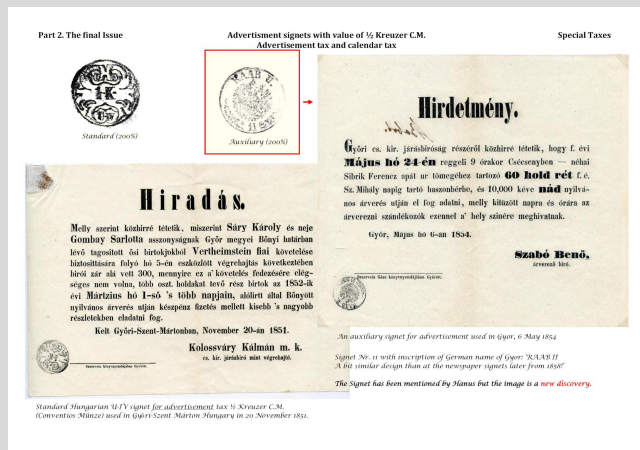 Part 2. The final Issue
Advertisment signets with value of ½ Kreuzer C.M.
Advertisement tax and calendar tax
Special Taxes
½ K
Standard (200%)
RAAB U.
Auxiliary (200%)
Hiradás.
Melly szerint közhirré tétetik, miszerint Sáry Károly és neje
Gombay Sarlotta asszonyságnak Győr megyei Bőnyi határban
lévő tagositott ősi birtokjokból Vertheimstein fiai követelése
biztositására folyó hó 5-én eszközlött végrehajtás következtében
birói zár alá vett 300, mennyire ez a' követelés fedezésére elég-
séges nem volna, több oszt. holdakat tevő rész birtok az 1852-ik
évi Mártzius hó 1-ső 's több napjain, alólirtt által Bőnyött
nyilvános árverés utján készpénz fizetés mellett kisebb 's nagyobb
részletekben eladatni fog.
Kelt Győri-Szent-Mártonban, November 20-án 1851.
Kolossváry Kálmán m. k.
cs. kir. járásbiró mint végrehajtó.
Hirdetmény.
Győri cs. kir. járásbiróság részéről közhirré tétetik, hogy f. évi
Május hó 24-én reggeli 9 órakor Csécsenyben — néhai
Sibrik Ferencz apát ur tömegéhez tartozó 60 hold rét f. é.
Sz. Mihály napig tartó haszonbérbe, és 10,000 kéve nád nyilvá-
nos árverés utján el fog adatni, melly kitüzött napra és órára az
árverezni szándékozók ezennel a' hely szinére meghivatnak.
Győr, Május hó 6-án 1854.
Szabó Benő,
árverező biró.
An auxiliary signet for advertisement used in Gyor, 6 May 1854
Signet Nr. 11 with inscription of German name of Gyor: "RAAB II
A bit similar design than at the newspaper signets later from 1858"
The Signet has been mentioned by Hanus but the image is a new discovery.
Standard Hungarian "U-I"V signet for advertisement tax ½ Kreuzer C.M.
(Conventios Münze) used in Győri-Szent Márton Hungary in 20 November 1851.